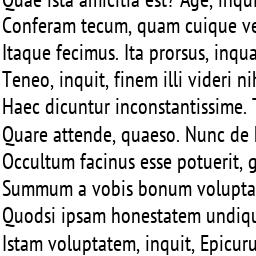 Quae ista amicitia est? Age, inqui
Conferam tecum, quam cuique ve
Itaque fecimus. Ita prorsus, inqua
Teneo, inquit, finem illi videri ni
Haec dicuntur inconstantissime.
Quare attende, quaeso. Nunc de
Occultum facinus esse potuerit, g
Summum a vobis bonum volupta
Quodsi ipsam honestatem undiqu
Istam voluptatem, inquit, Epicuru